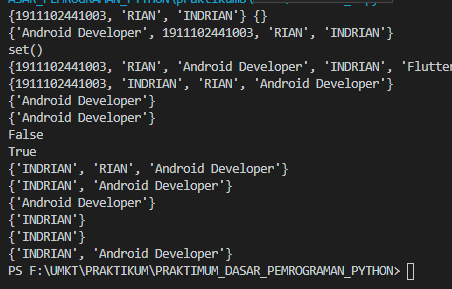 {1911102441003, 'RIAN', 'INDRIAN'} {}
{'Android Developer', 1911102441003, 'RIAN', 'INDRIAN'}
set()
{1911102441003, 'RIAN', 'Android Developer', 'INDRIAN', 'Flutter
{1911102441003, 'INDRIAN', 'RIAN', 'Android Developer'}
{'Android Developer'}
{'Android Developer'}
False
True
{'INDRIAN', 'RIAN', 'Android Developer'}
{'INDRIAN', 'Android Developer'}
{'Android Developer'}
{'INDRIAN'}
{'INDRIAN'}
{'INDRIAN', 'Android Developer'}
PS F:\UMKT\PRAKTIKUM\PRAKTIMUM_DASAR_PEMROGRAMAN_PYTHON>